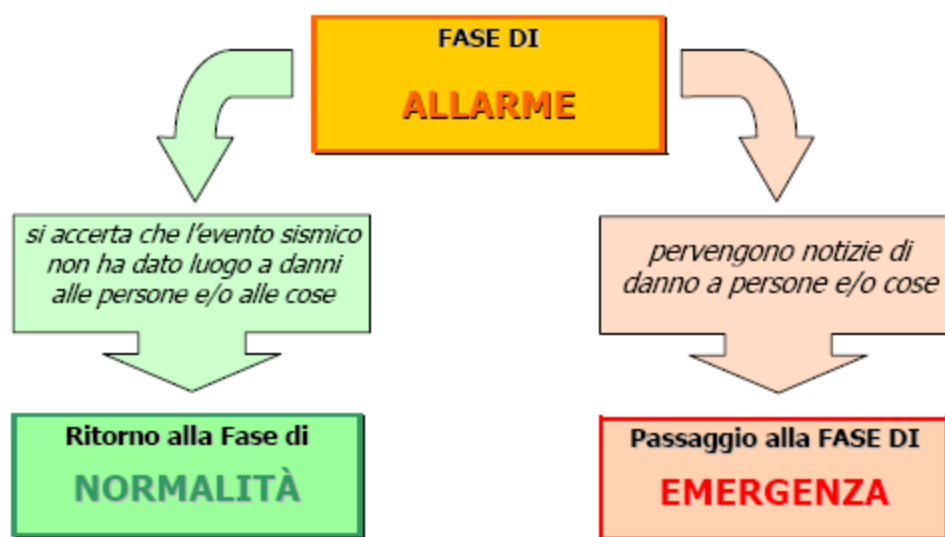 FASE DI
ALLARME
si accerta che l'evento sismico
non ha dato luogo a danni
alle persone e/o alle cose
pervengono notizie di
danno a persone e/o cose
Ritorno alla Fase di
NORMALITÀ
Passaggio alla FASE DI
EMERGENZA